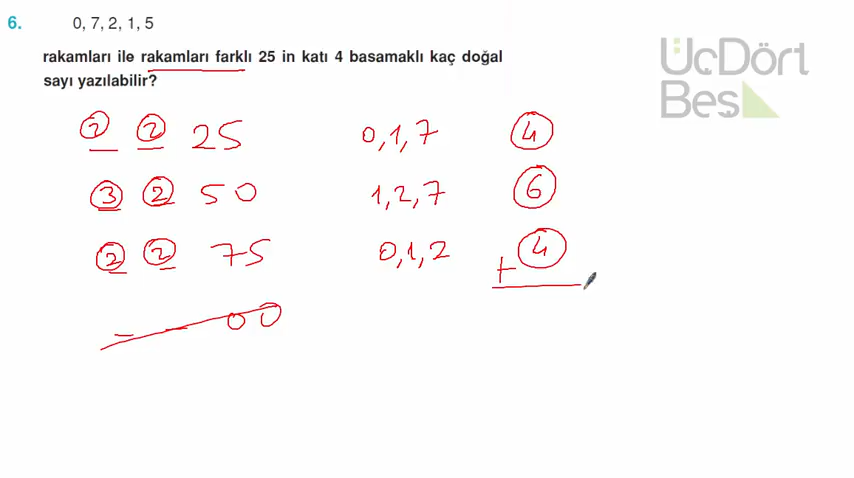 6. 0, 7, 2, 1, 5
rakamları ile rakamları farklı 25 in katı 4 basamaklı kaç doğal
sayı yazılabilir?
ÜçDört
Beş
2 2 25 0,1,7 4
3 2 50 1,2,7 6
2 2 75 0,1,2 + 4
_ _ 00